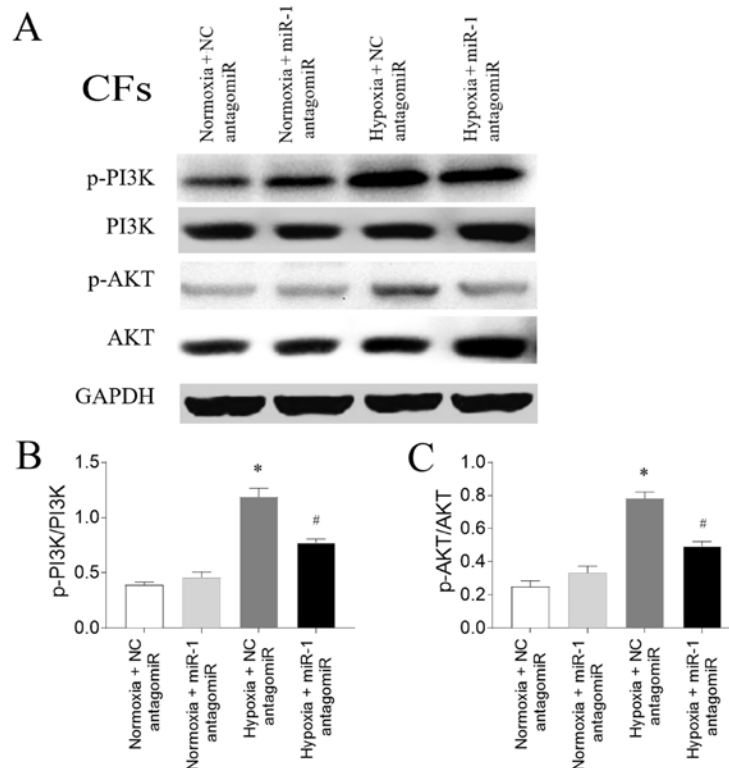 A
CFs
Normoxia + NC
antagomiR
Normoxia + miR-1
antagomiR
Hypoxia + NC
antagomiR
Hypoxia + miR-1
antagomiR
p-PI3K
PI3K
p-AKT
AKT
GAPDH
B
p-PI3K/PI3K
1.5
1.0
0.5
0.0
*
#
Normoxia + NC
antagomiR
Normoxia + miR-1
antagomiR
Hypoxia + NC
antagomiR
Hypoxia + miR-1
antagomiR
C
p-AKT/AKT
1.0
0.8
0.6
0.4
0.2
0.0
*
#
Normoxia + NC
antagomiR
Normoxia + miR-1
antagomiR
Hypoxia + NC
antagomiR
Hypoxia + miR-1
antagomiR